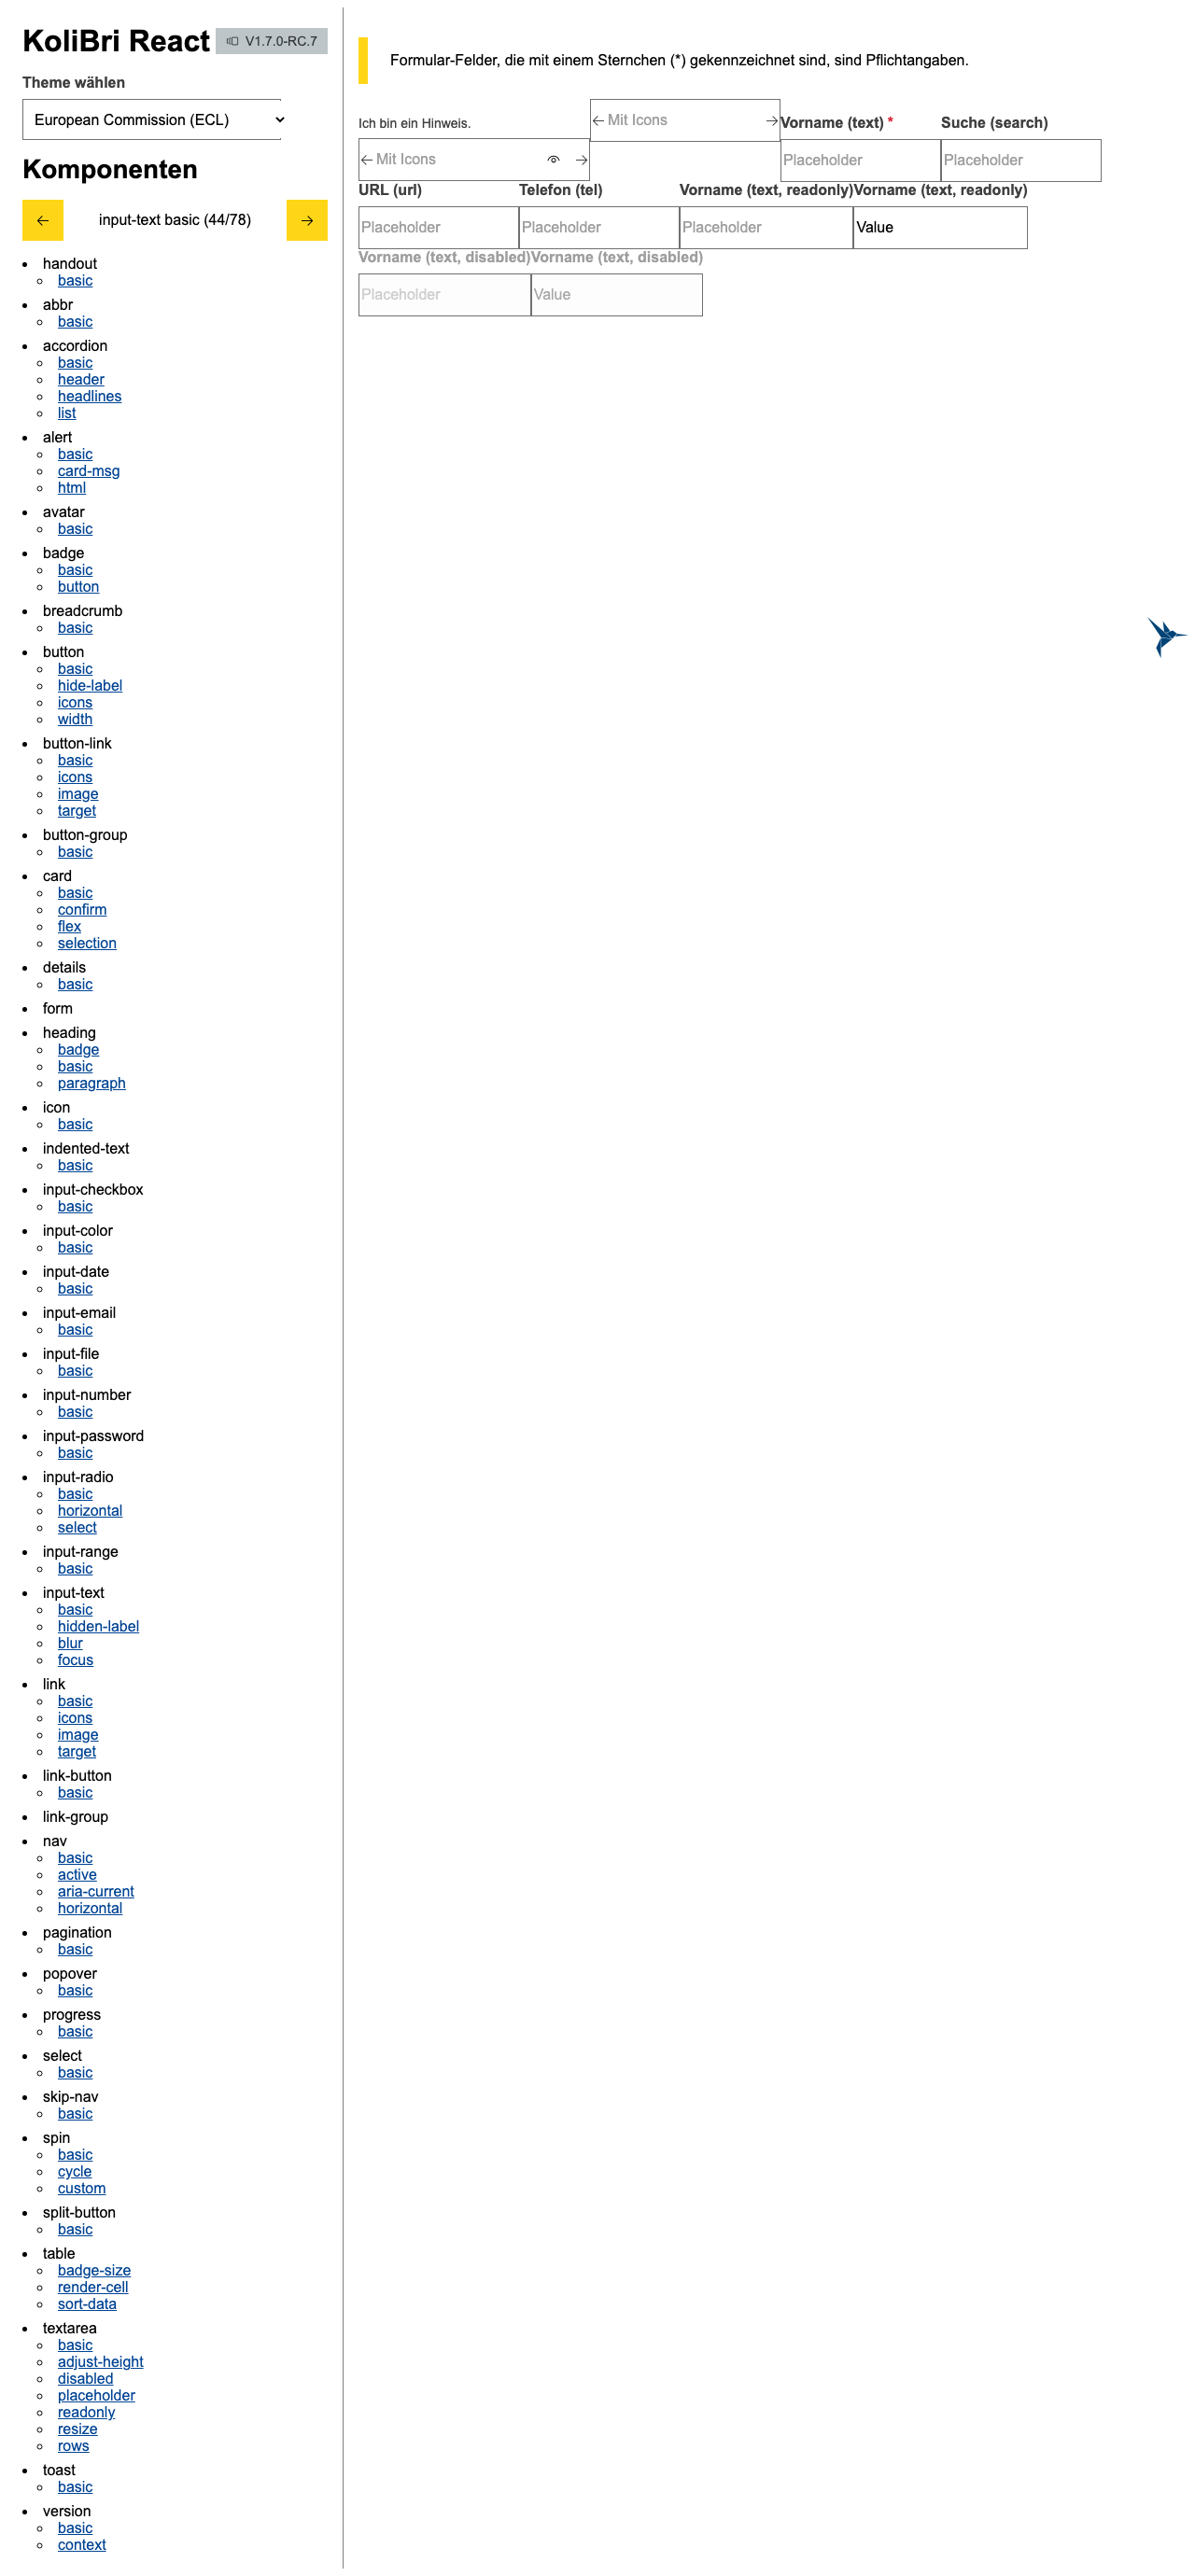 KoliBri React V1.7.0-RC.7
Theme wählen
European Commission (ECL)
Komponenten
input-text basic (44/78)
handout
basic
abbr
basic
accordion
basic
header
headlines
list
alert
basic
card-msg
html
avatar
basic
badge
basic
button
breadcrumb
basic
button
basic
hide-label
icons
width
button-link
basic
icons
image
target
button-group
basic
card
basic
confirm
flex
selection
details
basic
form
heading
badge
basic
paragraph
icon
basic
indented-text
basic
input-checkbox
basic
input-color
basic
input-date
basic
input-email
basic
input-file
basic
input-number
basic
input-password
basic
input-radio
basic
horizontal
select
input-range
basic
input-text
basic
hidden-label
blur
focus
link
basic
icons
image
target
link-button
basic
link-group
nav
basic
active
aria-current
horizontal
pagination
basic
popover
basic
progress
basic
select
basic
skip-nav
basic
spin
basic
cycle
custom
split-button
basic
table
badge-size
render-cell
sort-data
textarea
basic
adjust-height
disabled
placeholder
readonly
resize
rows
toast
basic
version
basic
context
Formular-Felder, die mit einem Sternchen (*) gekennzeichnet sind, sind Pflichtangaben.
Ich bin ein Hinweis. Mit Icons Vorname (text) * Suche (search)
Mit Icons Placeholder Placeholder
URL (url) Telefon (tel) Vorname (text, readonly) Vorname (text, readonly)
Placeholder Placeholder Placeholder Value
Vorname (text, disabled) Vorname (text, disabled)
Placeholder Value